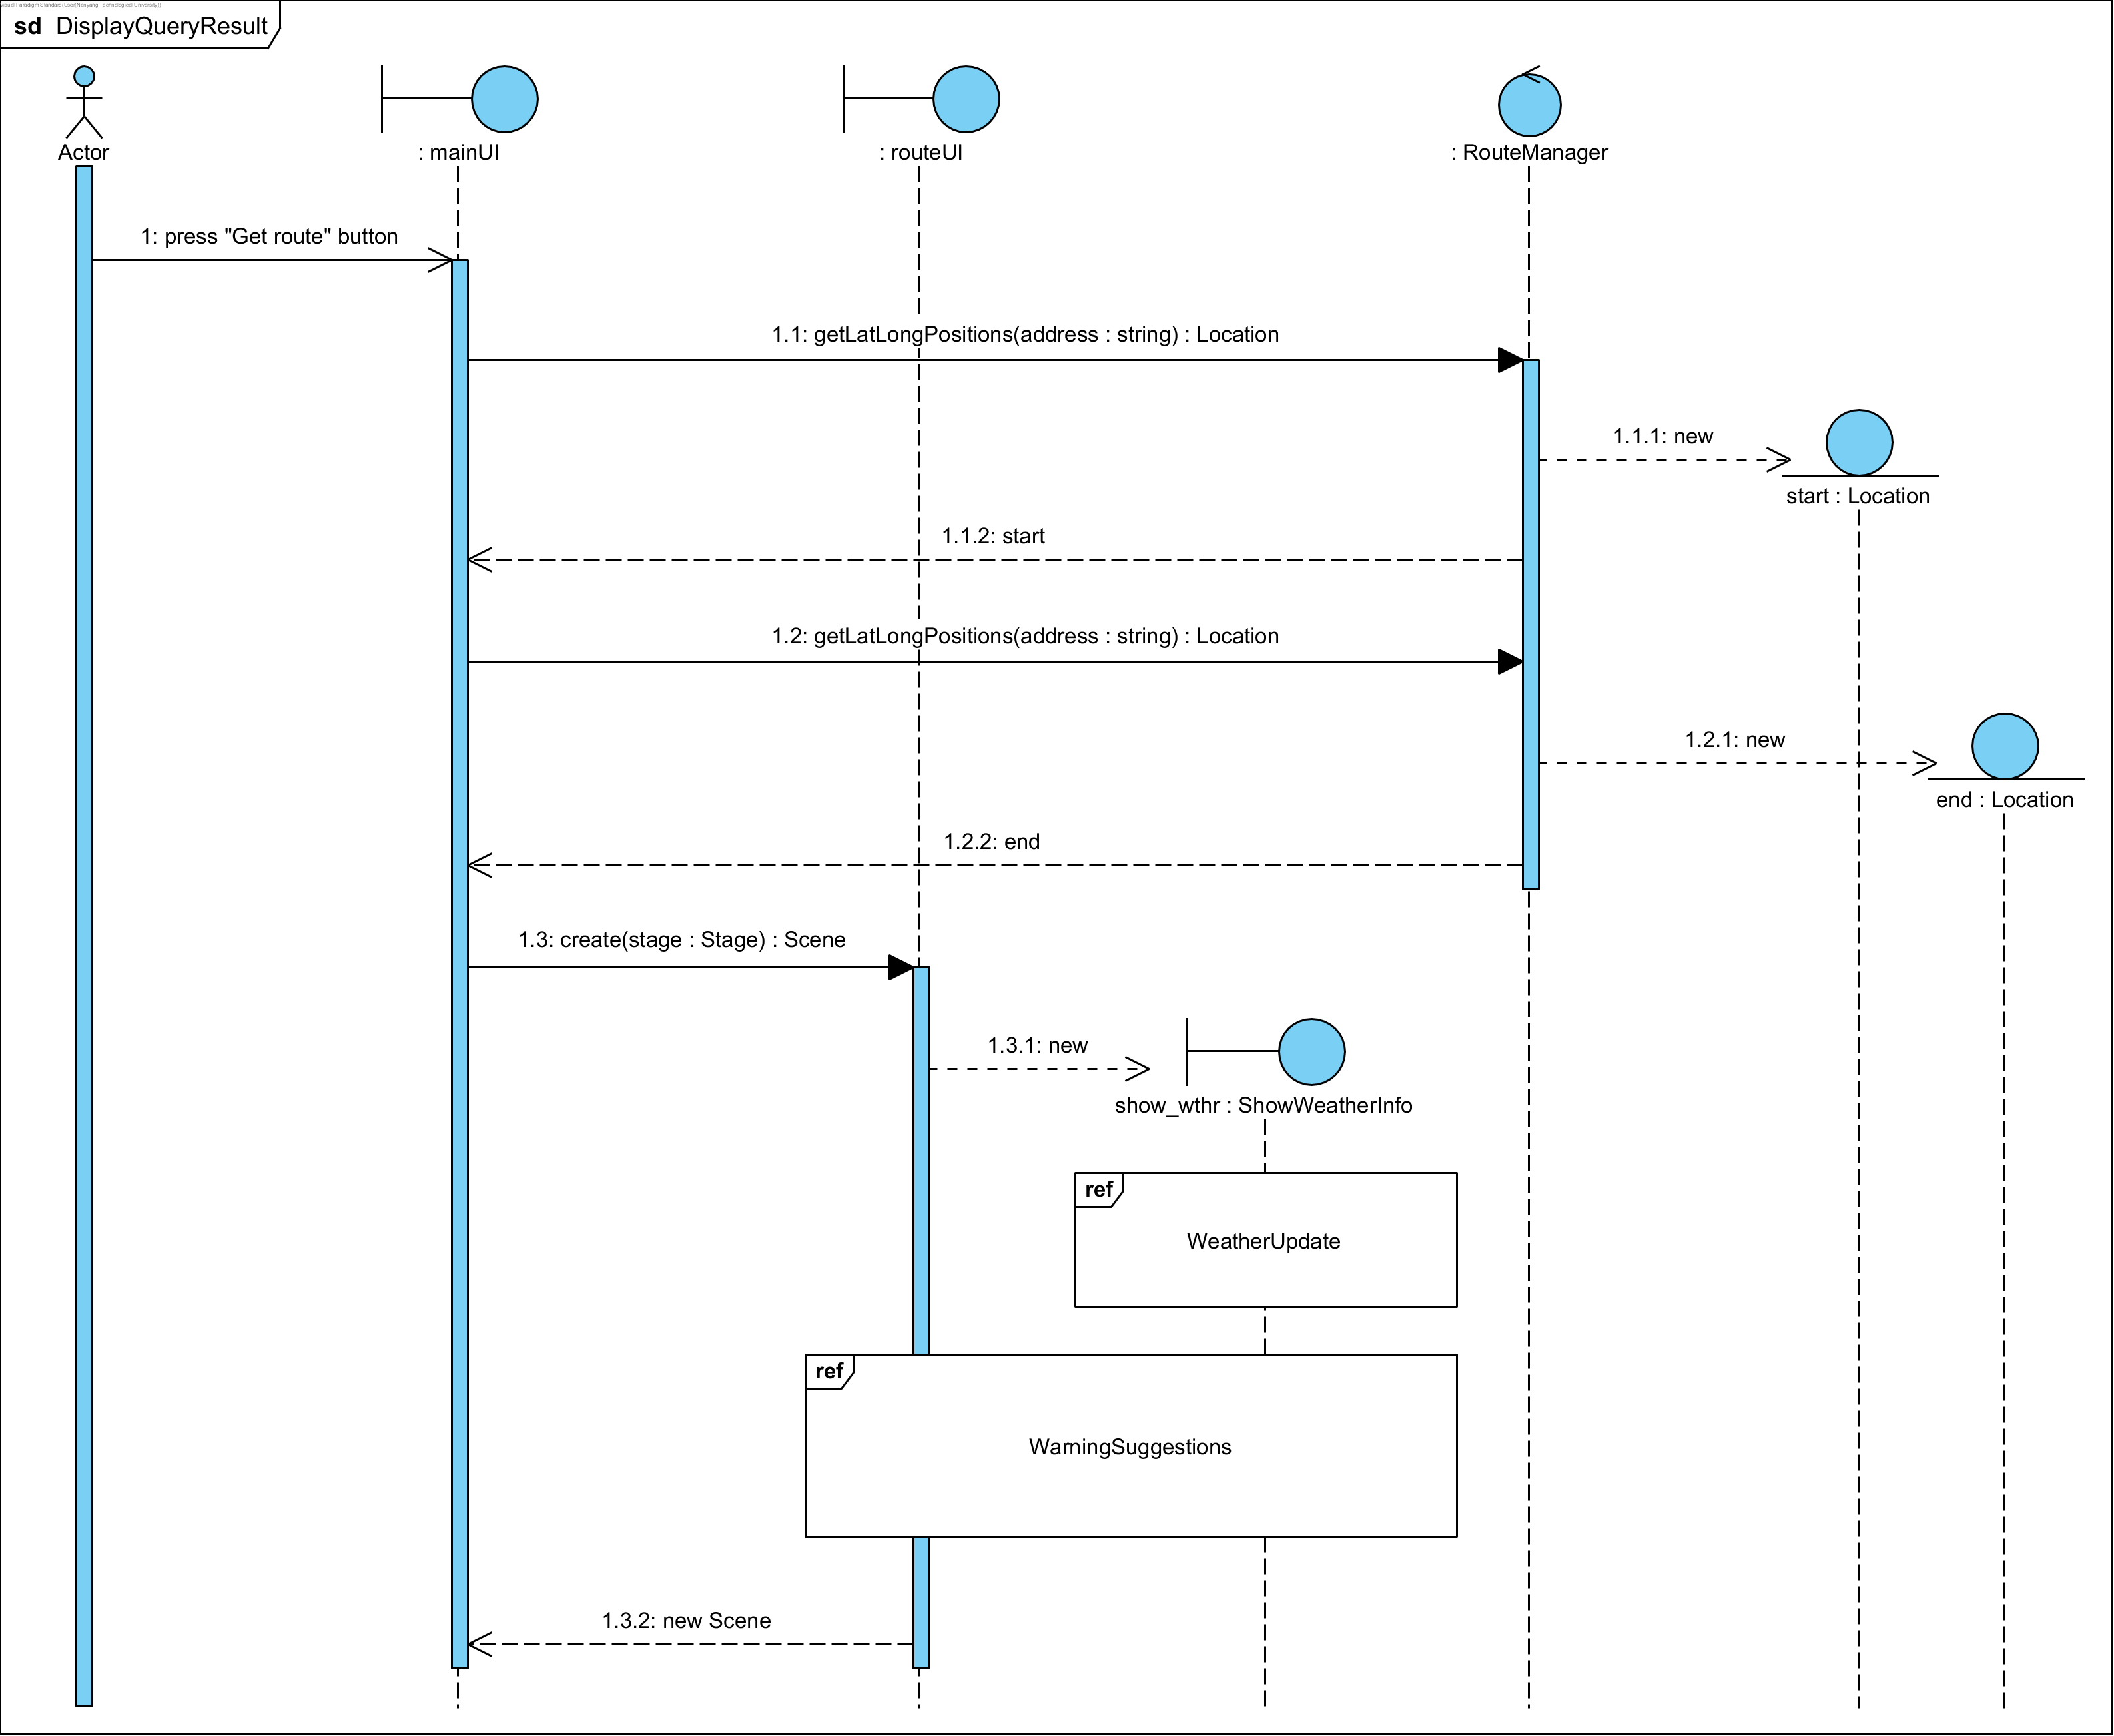 Visual Paradigm Standard(User(Nanyang Technological University))
sd DisplayQueryResult
Actor
: mainUI
: routeUI
: RouteManager
1: press "Get route" button
1.1: getLatLongPositions(address : string) : Location
1.1.1: new
start : Location
1.1.2: start
1.2: getLatLongPositions(address : string) : Location
1.2.1: new
end : Location
1.2.2: end
1.3: create(stage : Stage) : Scene
1.3.1: new
show_wthr : ShowWeatherInfo
ref
WeatherUpdate
ref
WarningSuggestions
1.3.2: new Scene